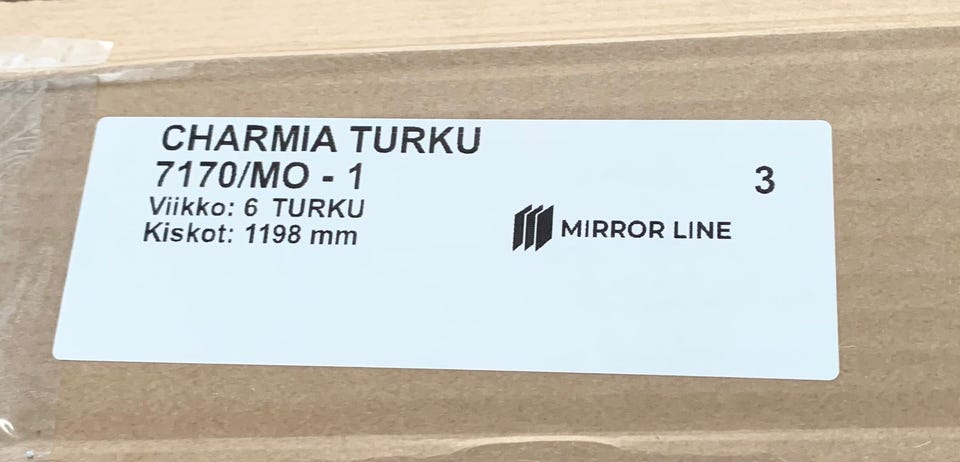 CHARMIA TURKU
7170/MO - 1
3
Viikko: 6 TURKU
Kiskot: 1198 mm
MIRROR LINE